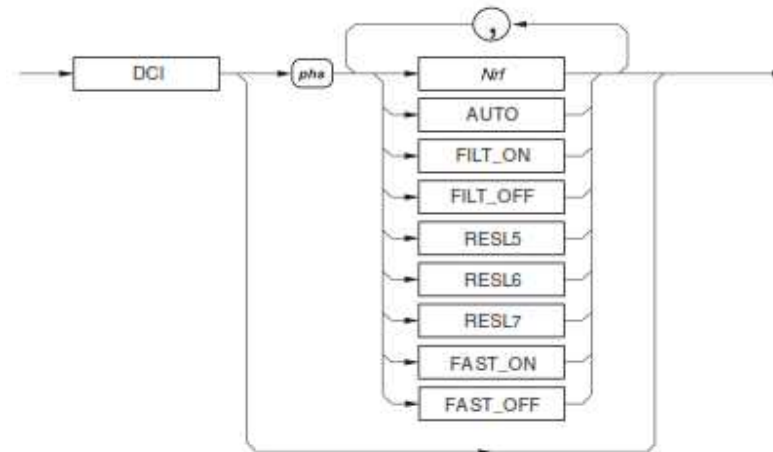 ,
DCI
pha
Nrf
AUTO
FILT_ON
FILT_OFF
RESL5
RESL6
RESL7
FAST_ON
FAST_OFF